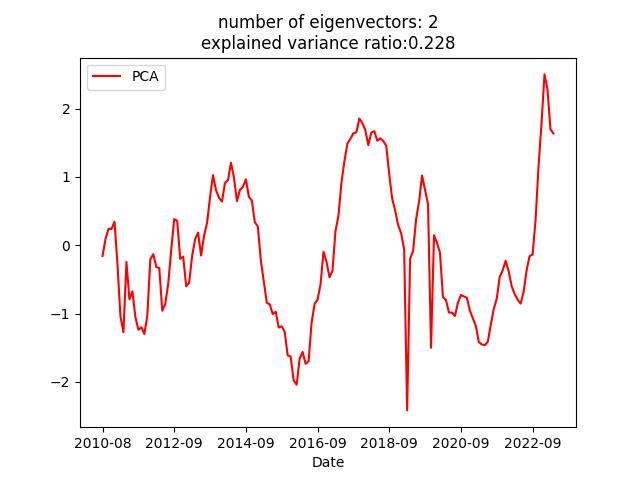 number of eigenvectors: 2
explained variance ratio:0.228
PCA
2
1
0
−1
−2
2010-08 2012-09 2014-09 2016-09 2018-09 2020-09 2022-09
Date